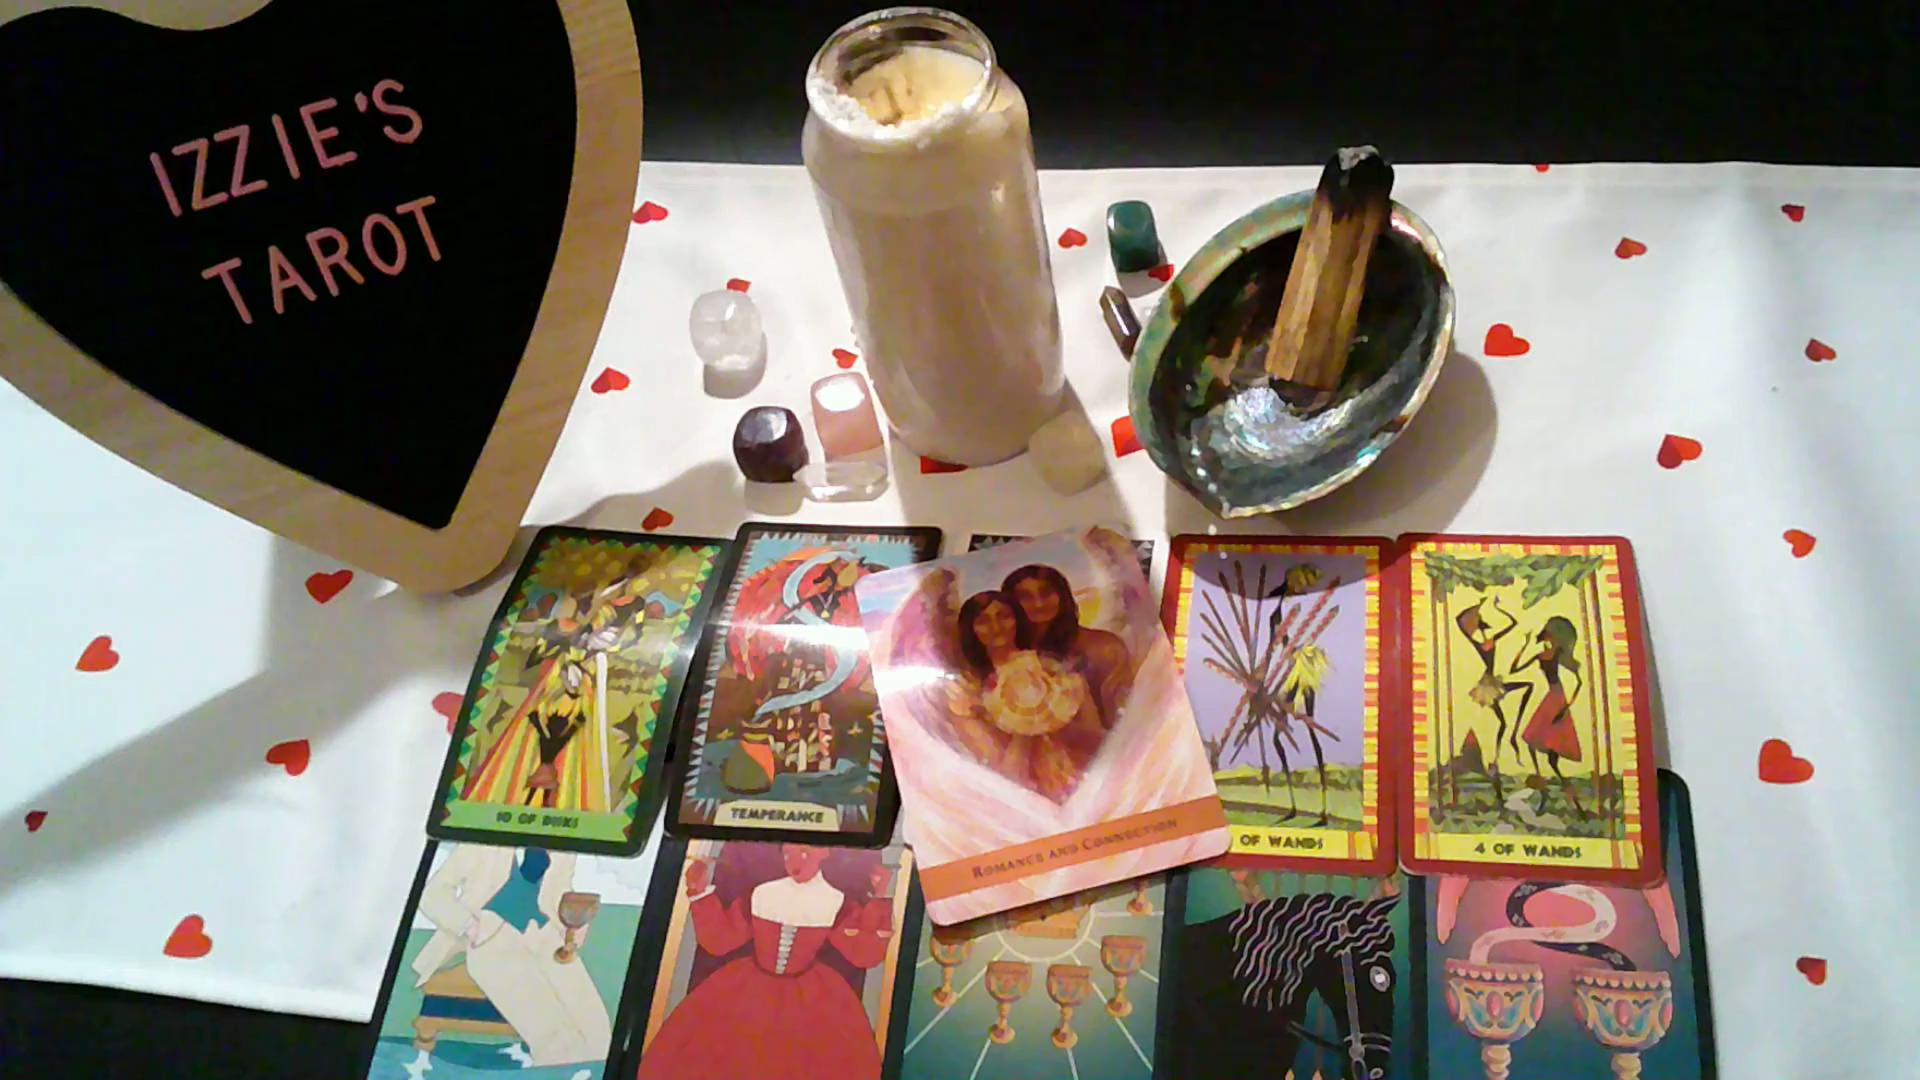 IZZIE'S
TAROT
10 OF DISKS
TEMPERANCE
ROMANCE AND CONNECTION
OF WANDS
4 OF WANDS